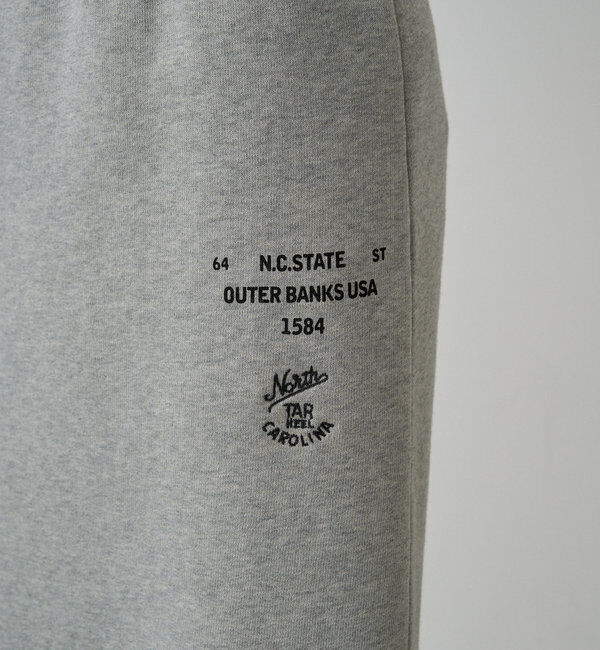 64 N.C.STATE ST
OUTER BANKS USA
1584
North
TAR
HEEL
CAROLINA